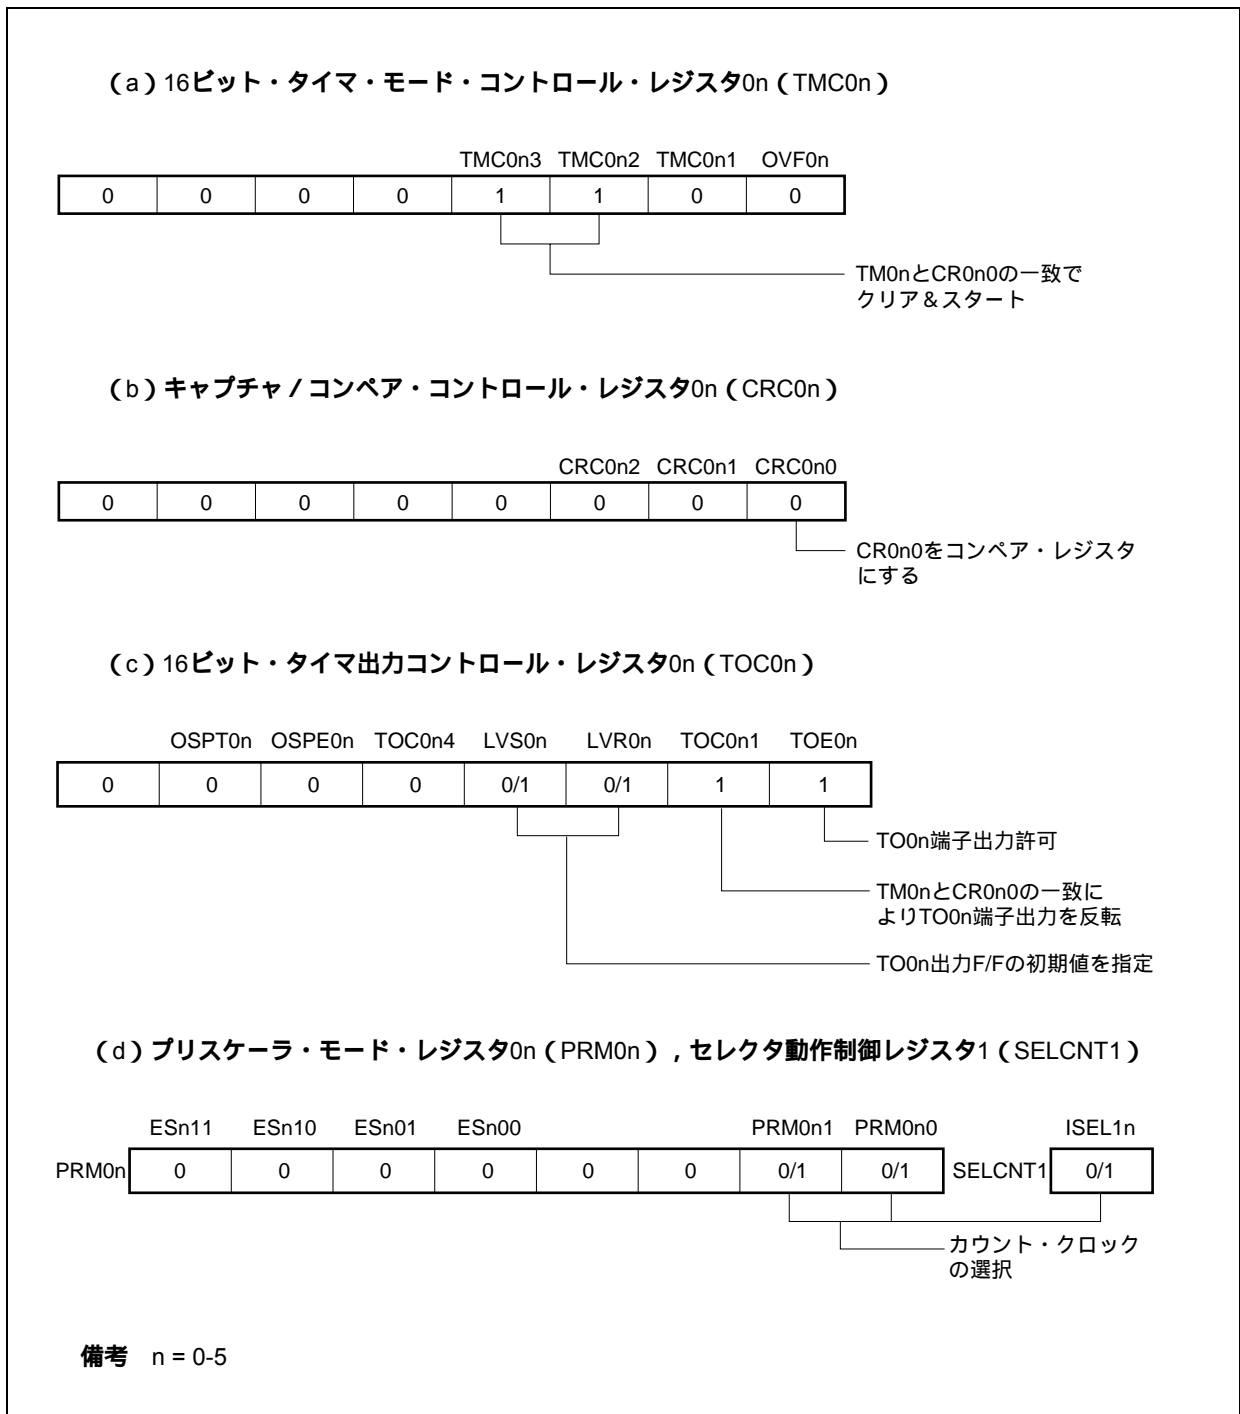 （a）16ビット・タイマ・モード・コントロール・レジスタ0n（TMC0n）
TMC0n3 TMC0n2 TMC0n1 OVF0n
0 0 0 0 1 1 0 0
TM0nとCR0n0の一致で
クリア＆スタート
（b）キャプチャ／コンペア・コントロール・レジスタ0n（CRC0n）
CRC0n2 CRC0n1 CRC0n0
0 0 0 0 0 0 0 0
CR0n0をコンペア・レジスタ
にする
（c）16ビット・タイマ出力コントロール・レジスタ0n（TOC0n）
OSPT0n OSPE0n TOC0n4 LVS0n LVR0n TOC0n1 TOE0n
0 0 0 0 0/1 0/1 1 1
TO0n端子出力許可
TM0nとCR0n0の一致に
よりTO0n端子出力を反転
TO0n出力F/Fの初期値を指定
（d）プリスケーラ・モード・レジスタ0n（PRM0n），セレクタ動作制御レジスタ1（SELCNT1）
ESn11 ESn10 ESn01 ESn00 PRM0n1 PRM0n0 ISEL1n
PRM0n 0 0 0 0 0 0 0/1 0/1 SELCNT1 0/1
カウント・クロック
の選択
備考 n = 0-5